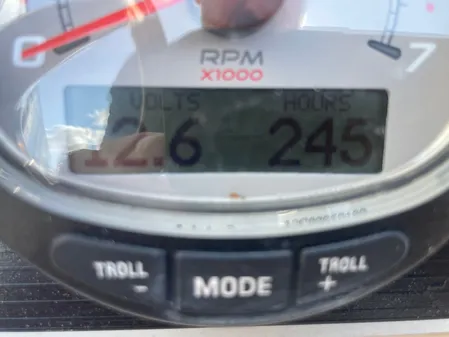 0 7
RPM
X1000
VOLTS HOURS
12.6 245
TROLL TROLL
- MODE +